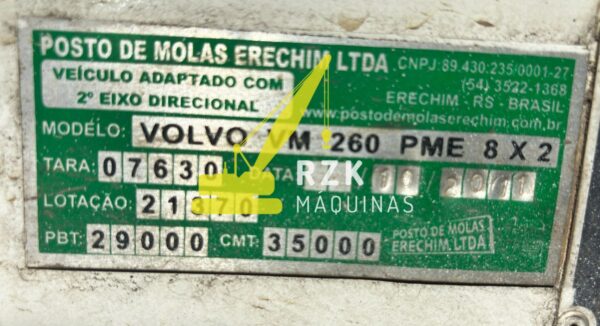 POSTO DE MOLAS ERECHIM LTDA
CNPJ: 89.430.235/0001-27
(54) 3522-1368
VEÍCULO ADAPTADO COM
2º EIXO DIRECIONAL
ERECHIM - RS - BRASIL
www.postodemolaserechim.com.br
MODELO: VOLVO VM 260 PME 8 X 2
TARA: 07630 DATA
RZK
MÁQUINAS
LOTAÇÃO: 21370
PBT: 29000 CMT: 35000
POSTO DE MOLAS
ERECHIM LTDA